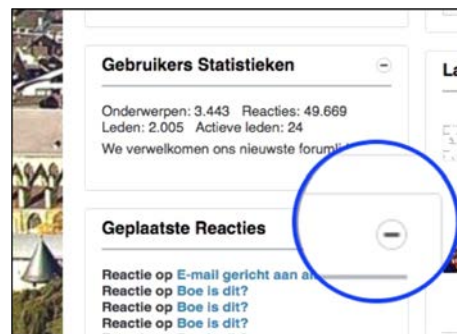 Gebruikers Statistieken
La
Onderwerpen: 3.443 Reacties: 49.669
Leden: 2.005 Actieve leden: 24
We verwelkomen ons nieuwste
Geplaatste Reacties
Reactie op E-mail gericht aan
Reactie op Boe is dit?
Reactie op Boe is dit?
Reactie op Boe is dit?